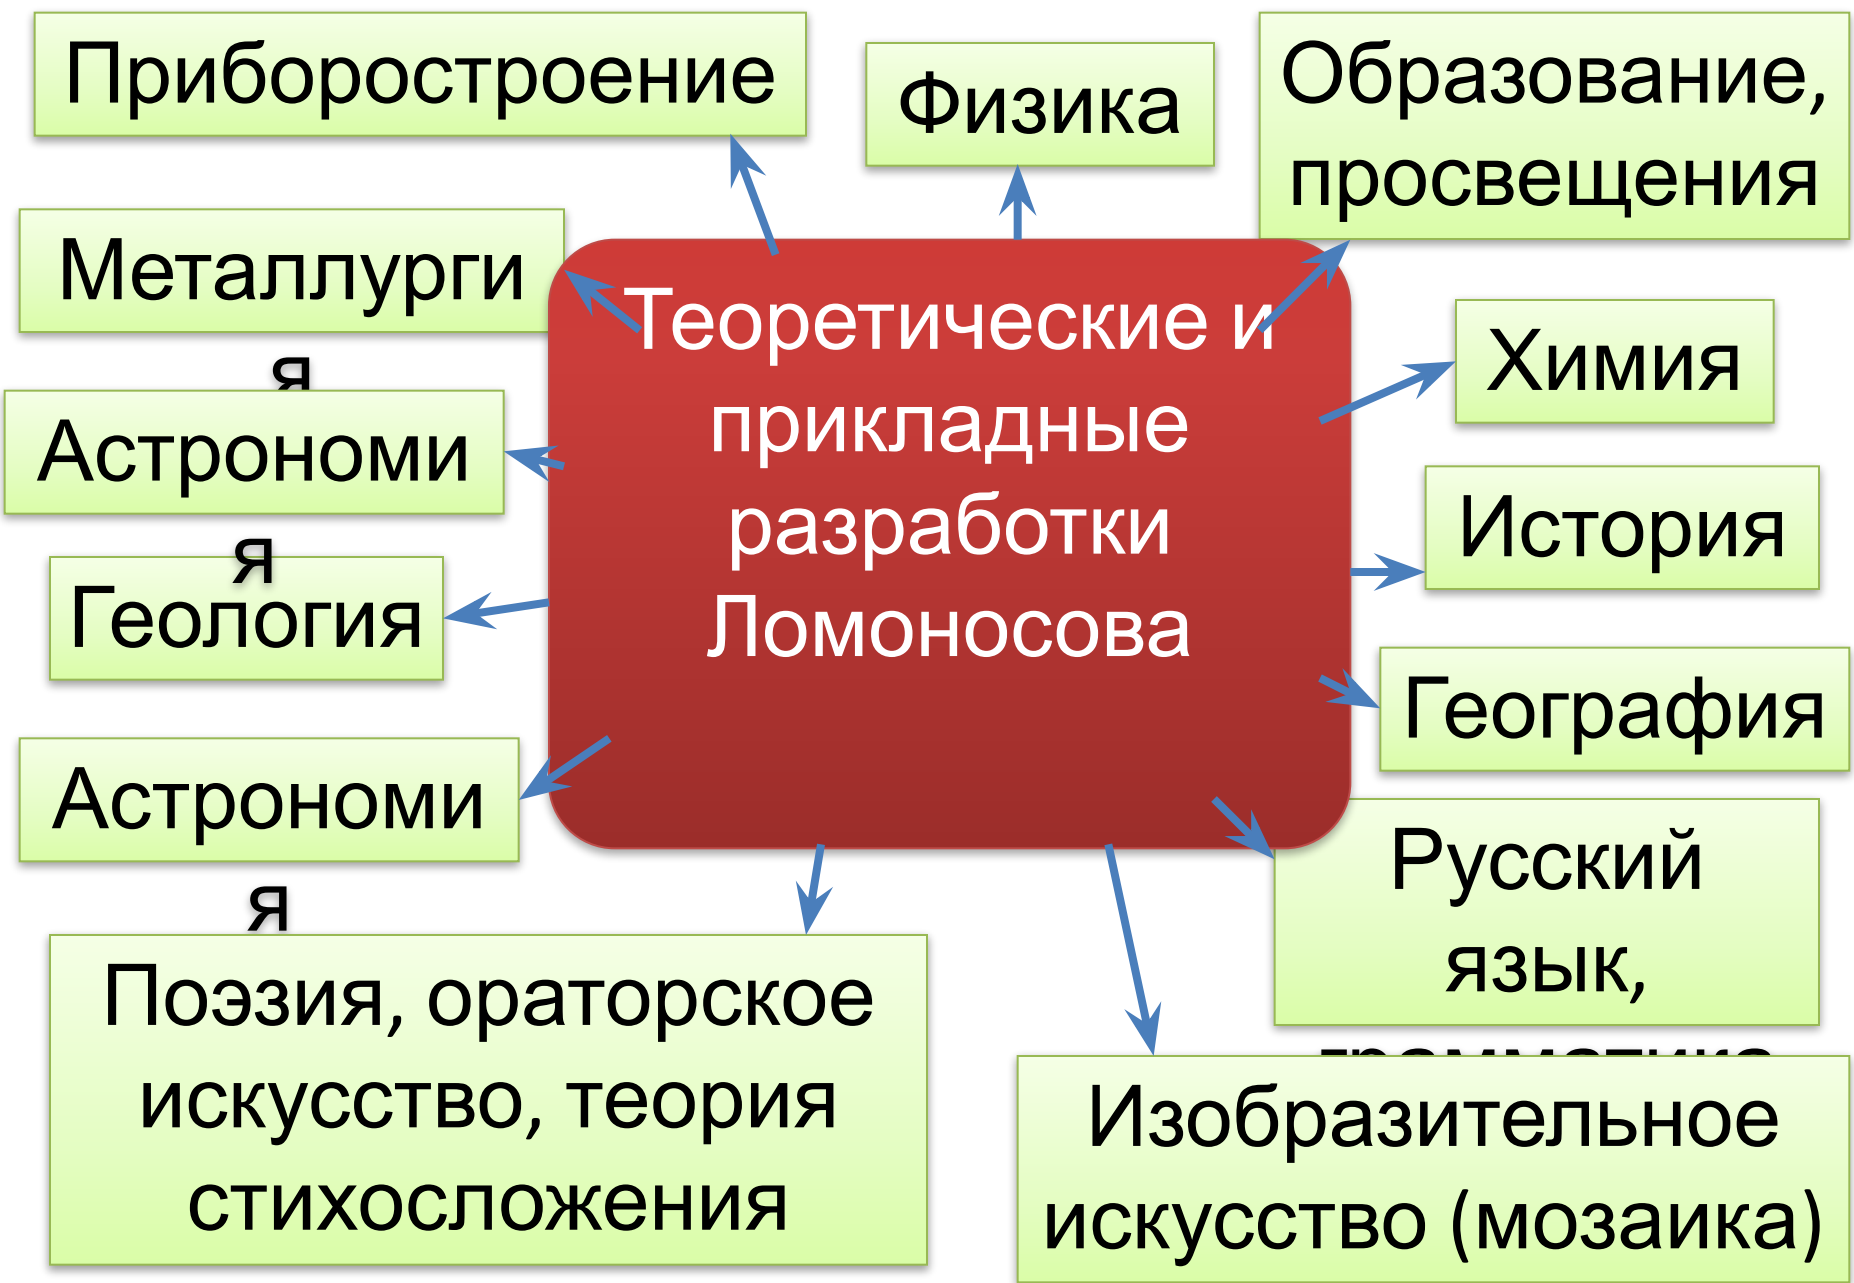 Приборостроение
Физика
Образование,
просвещения
Металлурги
я
Теоретические и
прикладные
разработки
Ломоносова
Химия
Астрономи
я
История
Геология
География
Астрономи
я
Русский
язык,
грамматика
Поэзия, ораторское
искусство, теория
стихосложения
Изобразительное
искусство (мозаика)